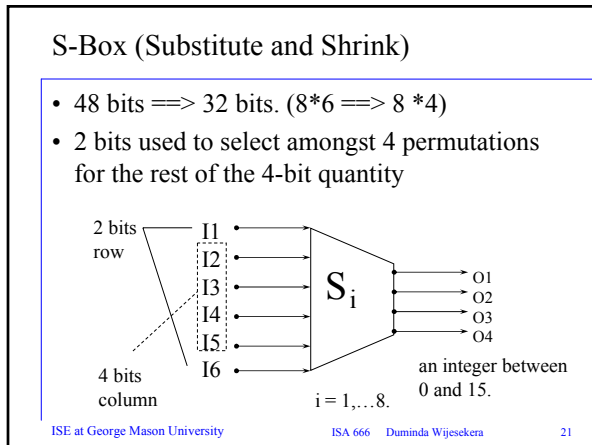 S-Box (Substitute and Shrink)
• 48 bits ==> 32 bits. (8*6 ==> 8 *4)
• 2 bits used to select amongst 4 permutations
for the rest of the 4-bit quantity
2 bits
row
I1
I2
I3
I4
I5
I6
4 bits
column
Si
i = 1,…8.
O1
O2
O3
O4
an integer between
0 and 15.
ISE at George Mason University
ISA 666 Duminda Wijesekera
21